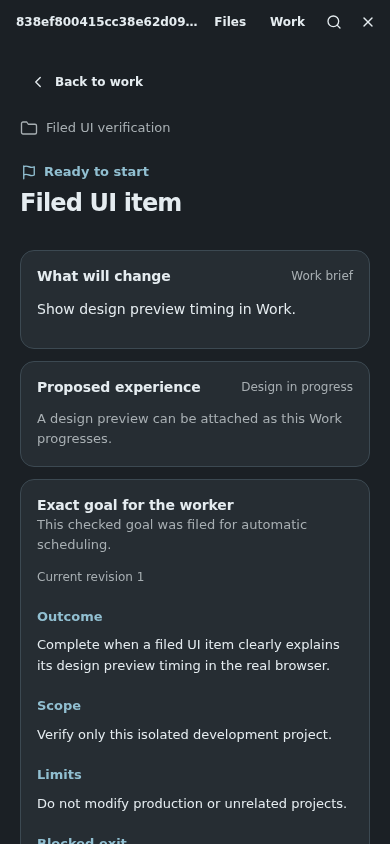 838ef800415cc38e62d09... Files Work
Back to work
Filed UI verification
Ready to start
Filed UI item
What will change Work brief
Show design preview timing in Work.
Proposed experience Design in progress
A design preview can be attached as this Work
progresses.
Exact goal for the worker
This checked goal was filed for automatic
scheduling.
Current revision 1
Outcome
Complete when a filed UI item clearly explains
its design preview timing in the real browser.
Scope
Verify only this isolated development project.
Limits
Do not modify production or unrelated projects.
Blocked exit